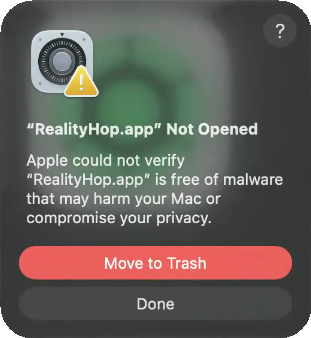 ?
“RealityHop.app” Not Opened
Apple could not verify
“RealityHop.app” is free of malware
that may harm your Mac or
compromise your privacy.
Move to Trash
Done